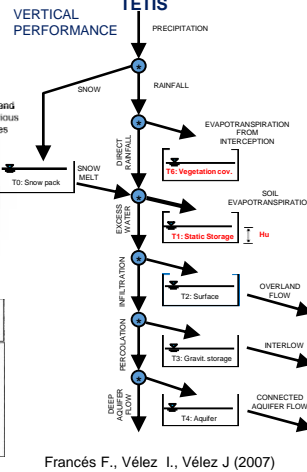 TETIS
VERTICAL
PERFORMANCE
PRECIPITATION
SNOW
RAINFALL
EVAPOTRANSPIRATION
FROM
INTERCEPTION
DIRECT
RAINFALL
T6: Vegetation cov.
T0: Snow pack
SNOW
MELT
SOIL
EVAPOTRANSPIRATIO
EXCESS
WATER
T1: Static Storage
Hu
INFILTRATION
T2: Surface
OVERLAND
FLOW
PERCOLATION
T3: Gravit. storage
INTERLOW
DEEP
AQUIFER
FLOW
T4: Aquifer
CONNECTED
AQUIFER FLOW
Francés F., Vélez I., Vélez J (2007)